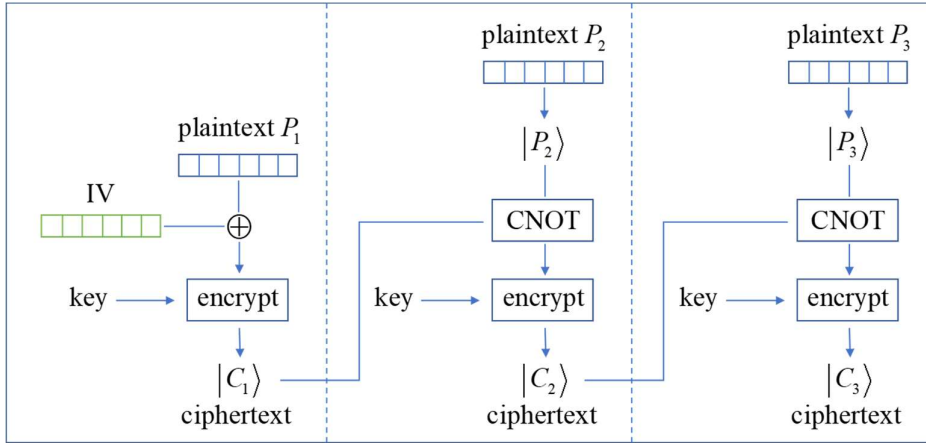 plaintext P₁
IV
⊕
key
encrypt
|C₁⟩
ciphertext
plaintext P₂
|P₂⟩
CNOT
key
encrypt
|C₂⟩
ciphertext
plaintext P₃
|P₃⟩
CNOT
key
encrypt
|C₃⟩
ciphertext